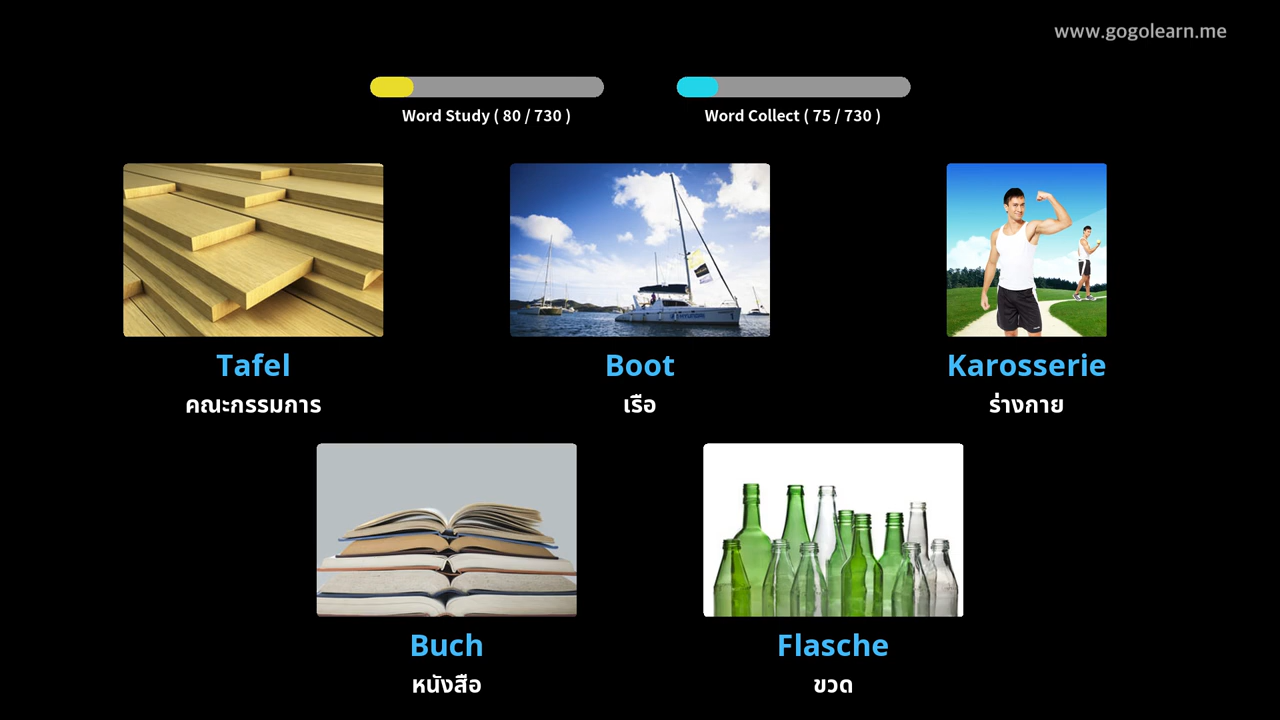 www.gogolearn.me
Word Study ( 80 / 730 )
Word Collect ( 75 / 730 )
Tafel
Boot
Karosserie
คณะกรรมการ
เรือ
ร่างกาย
Buch
Flasche
หนังสือ
ขวด